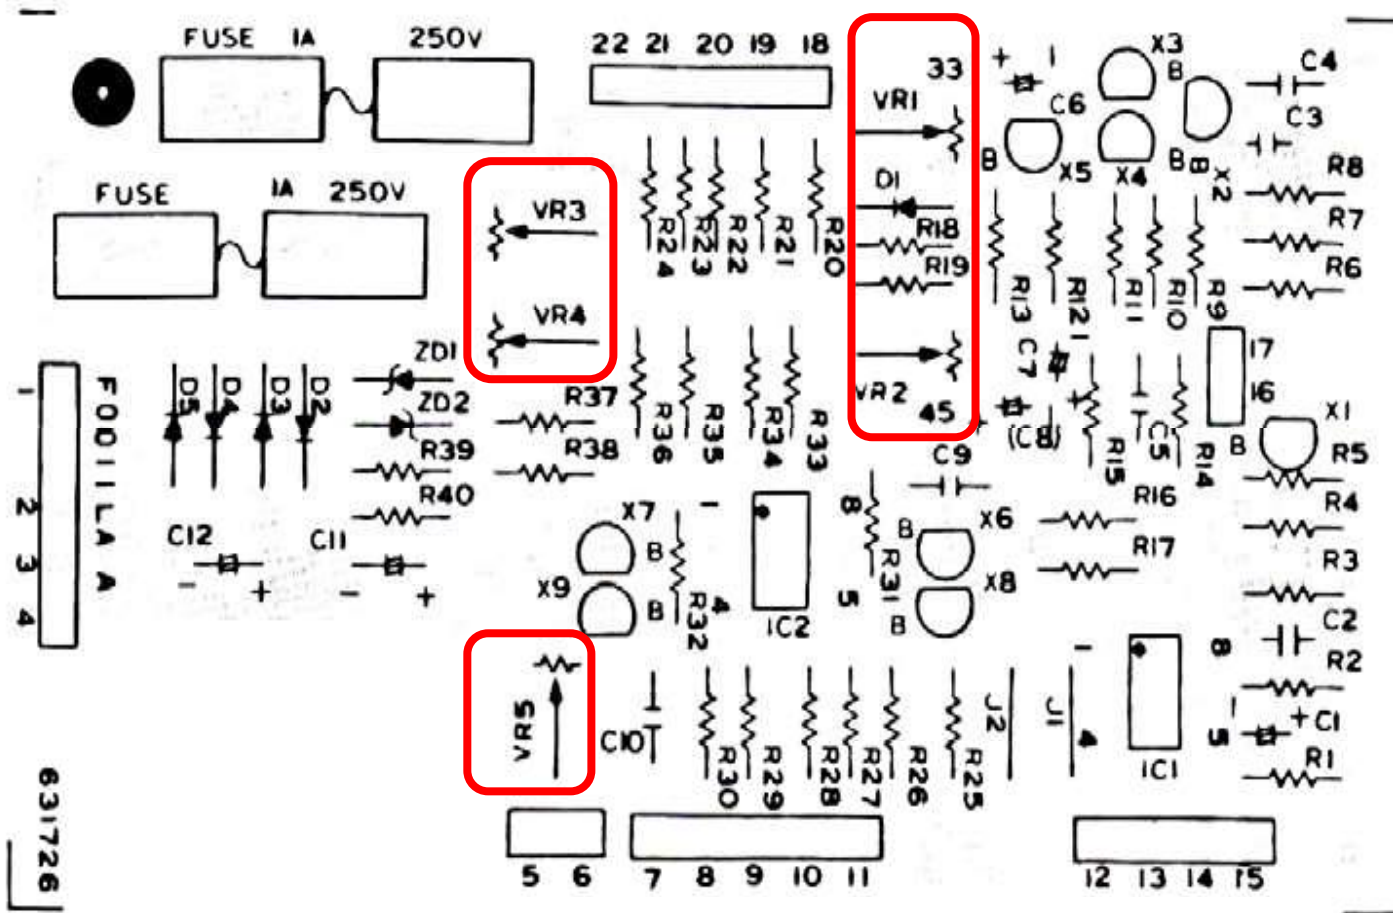 FUSE 1A 250V
22 21 20 19 18
33
VR1
+ 1
C6
X3
B
C4
C3
B
X5
X4
B
B
X2
R8
R7
R6
FUSE 1A 250V
VR3
VR4
R24 R23 R22 R21 R20
D1
R18
R19
VR2
45
R13 R12 1 R11 R10 R9
C7
+
(C8)
+
17
16
B
X1
R5
R4
R3
1
2
3
4
F0011LA A
D5 D4 D3 D2
ZD1
ZD2
R39
R40
R37
R38
R36 R35 R34 R33
C9
R15 C5 R14
R16
R17
C12
- +
C11
- +
X7
B
X9
B
R32
1
4
IC2
8
5
R31
B
X6
X8
B
C2
R2
VR5
C10
R30 R29 R28 R27 R26 R25
J2 J1
1
4
IC1
8
5
-
+ C1
R1
631726
5 6
7 8 9 10 11
12 13 14 15